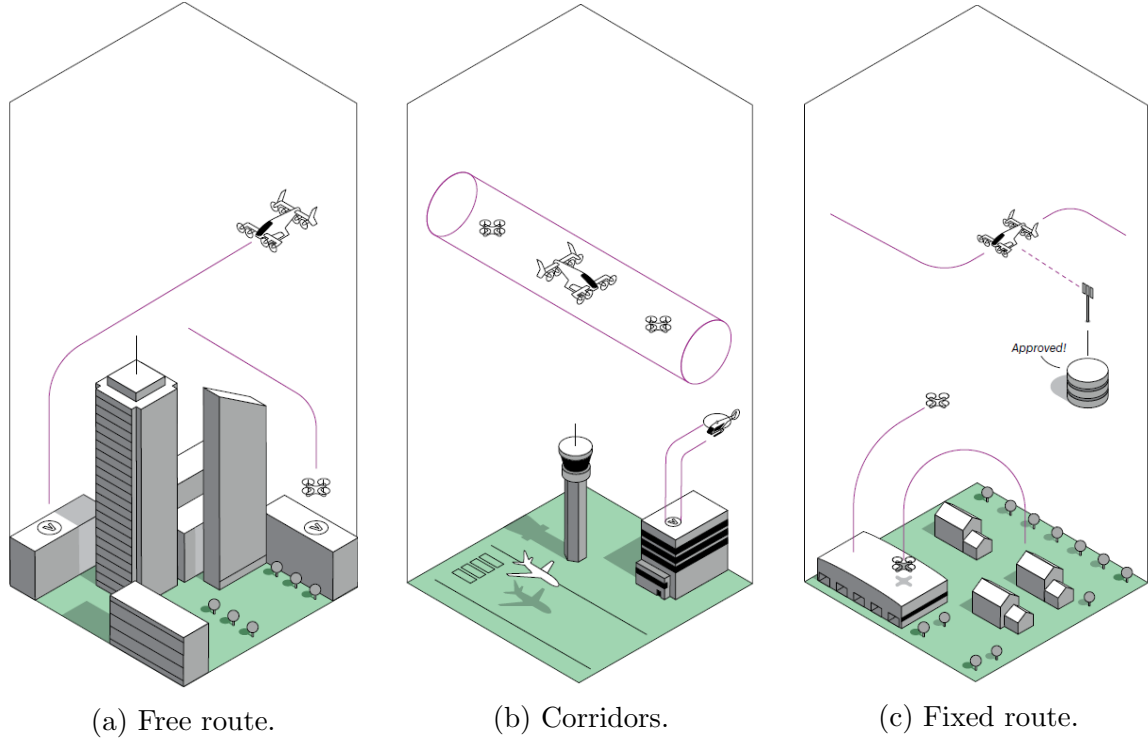 Approved!
V
V
V
(a) Free route.
(b) Corridors.
(c) Fixed route.